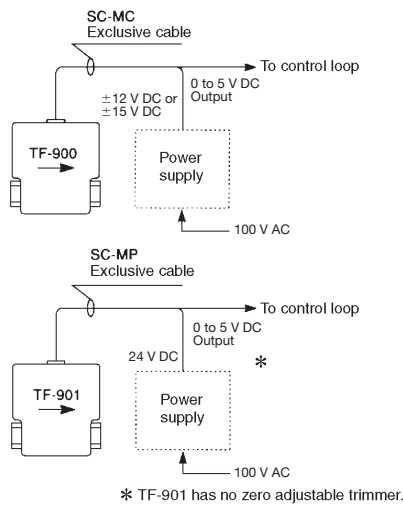 SC-MC
Exclusive cable
To control loop
0 to 5 V DC
Output
±12 V DC or
±15 V DC
TF-900
Power
supply
100 V AC
SC-MP
Exclusive cable
To control loop
0 to 5 V DC
Output
24 V DC
*
TF-901
Power
supply
100 V AC
* TF-901 has no zero adjustable trimmer.